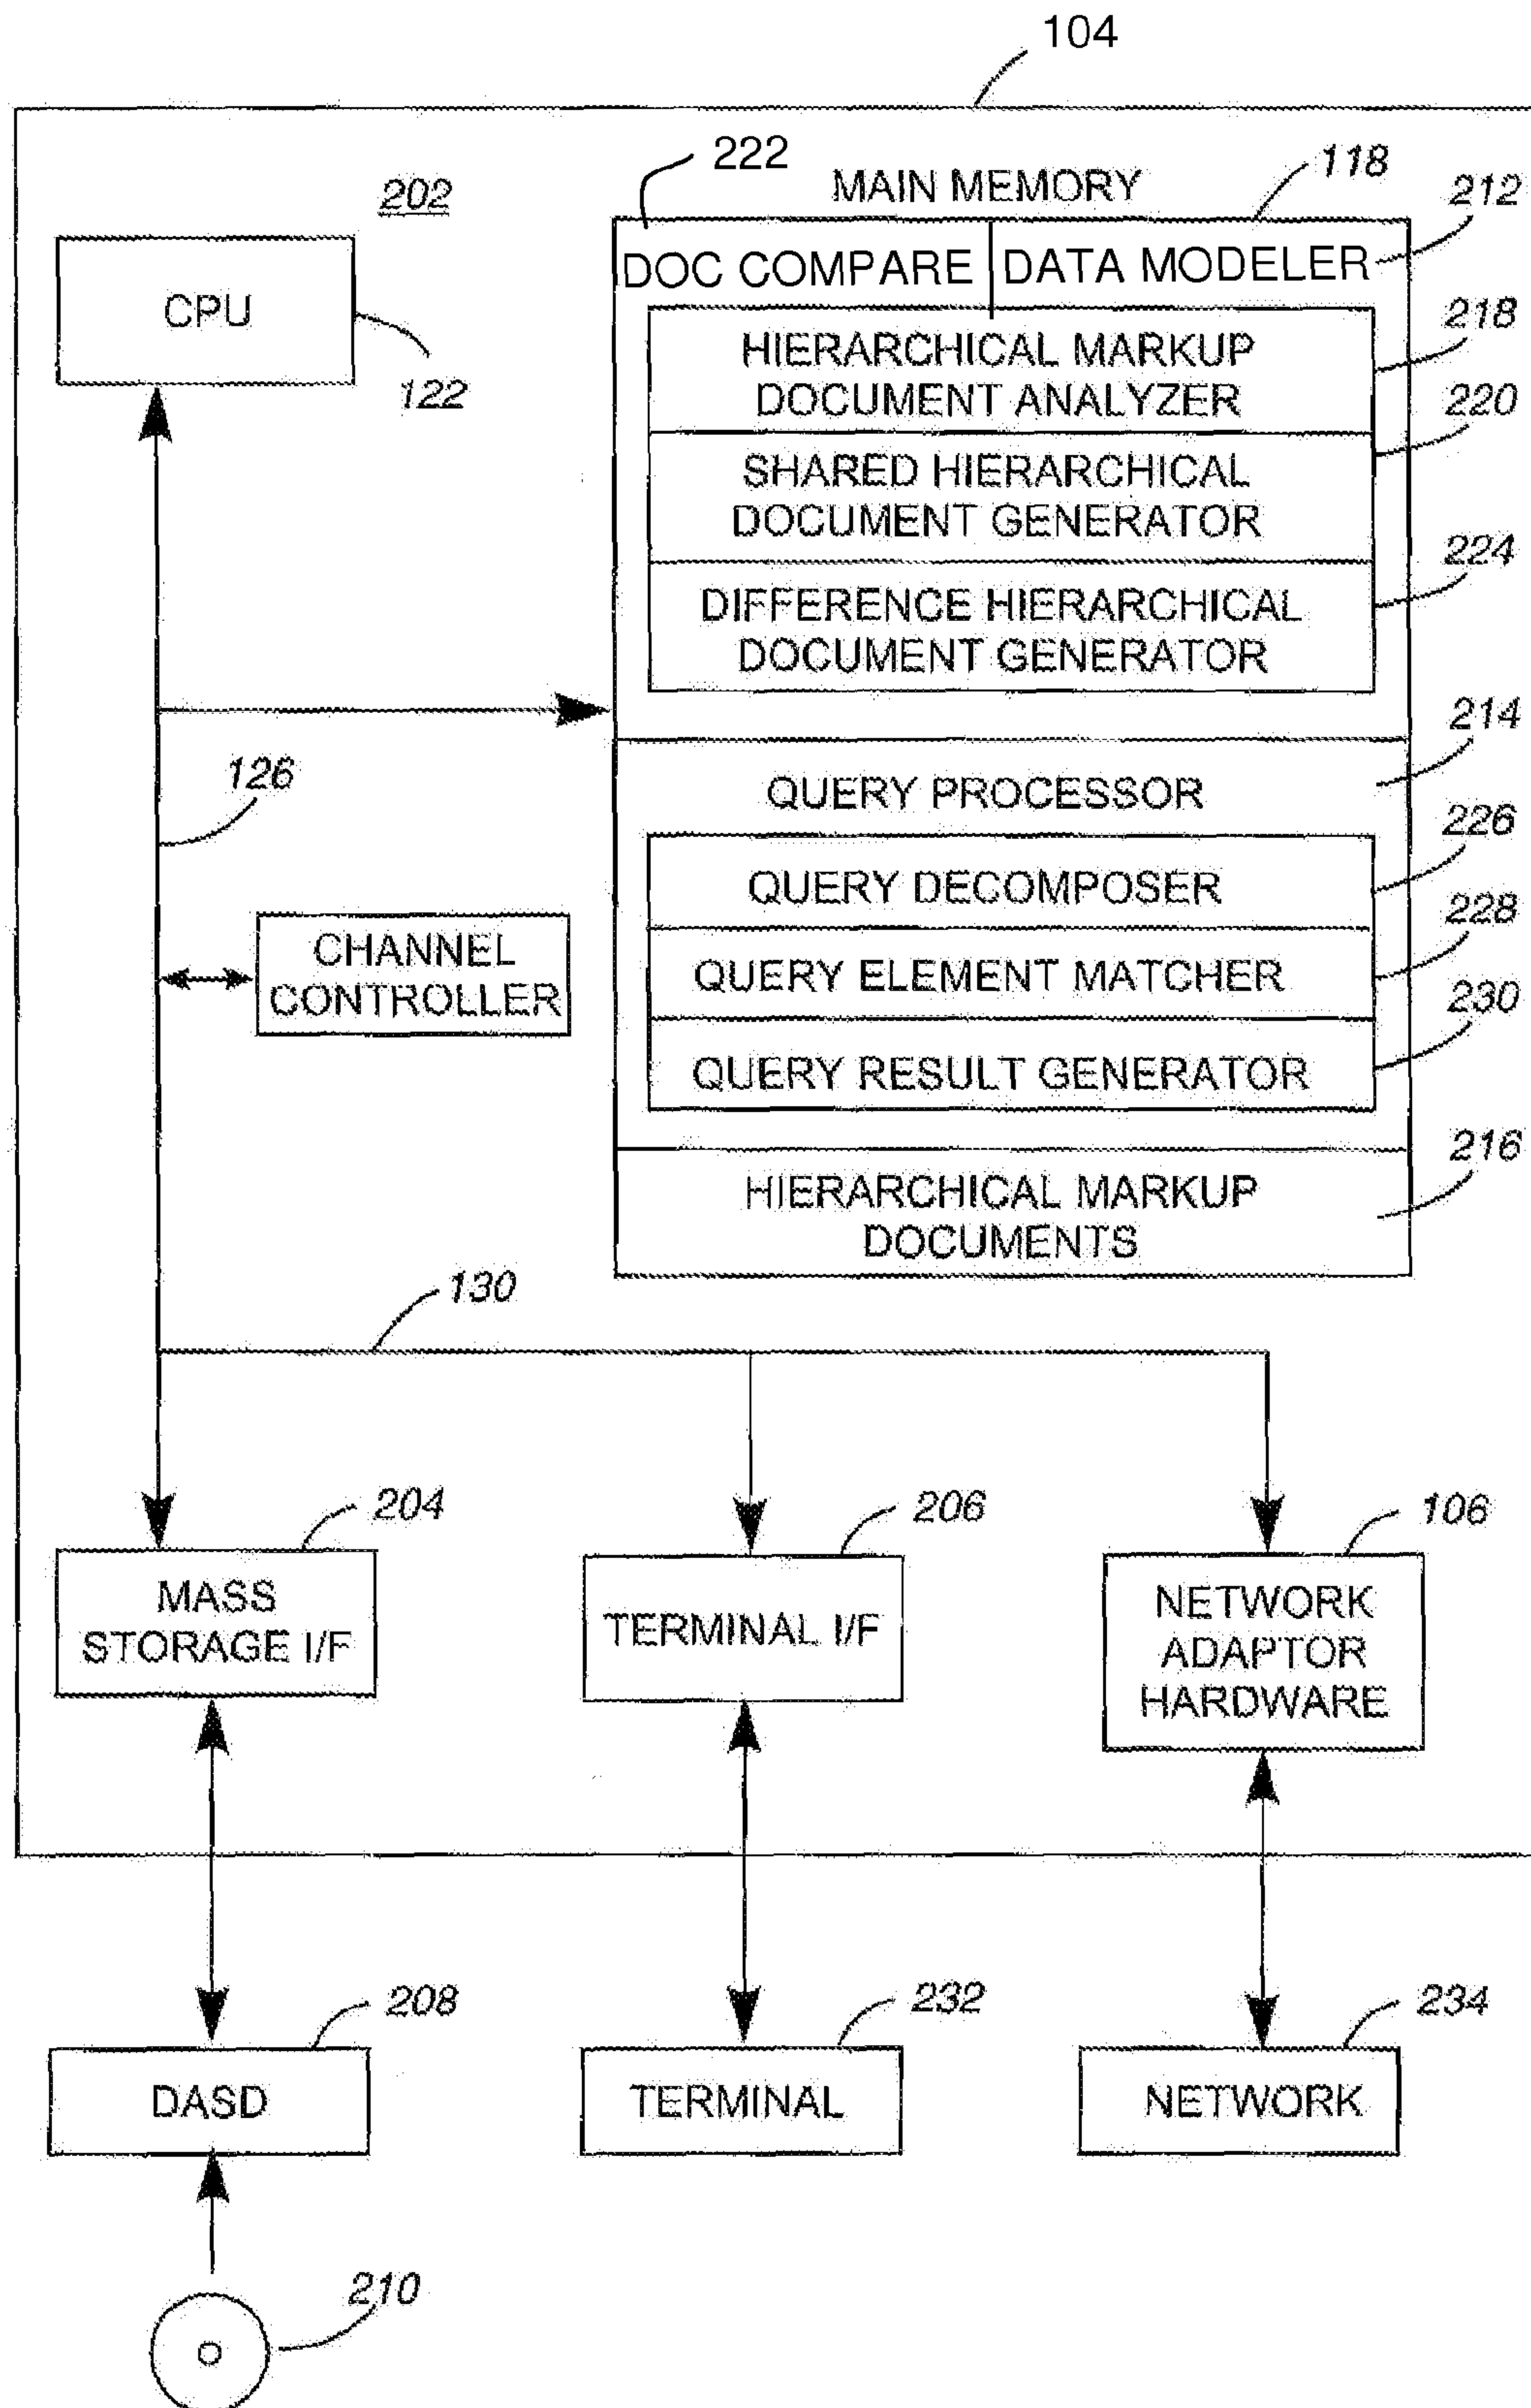 104
222
MAIN MEMORY
118
212
202
DOC COMPARE
DATA MODELER
CPU
122
218
HIERARCHICAL MARKUP
DOCUMENT ANALYZER
220
SHARED HIERARCHICAL
DOCUMENT GENERATOR
224
DIFFERENCE HIERARCHICAL
DOCUMENT GENERATOR
214
126
QUERY PROCESSOR
226
QUERY DECOMPOSER
228
CHANNEL
CONTROLLER
QUERY ELEMENT MATCHER
230
QUERY RESULT GENERATOR
216
HIERARCHICAL MARKUP
DOCUMENTS
130
204
206
106
MASS
STORAGE I/F
TERMINAL I/F
NETWORK
ADAPTOR
HARDWARE
208
232
234
DASD
TERMINAL
NETWORK
210